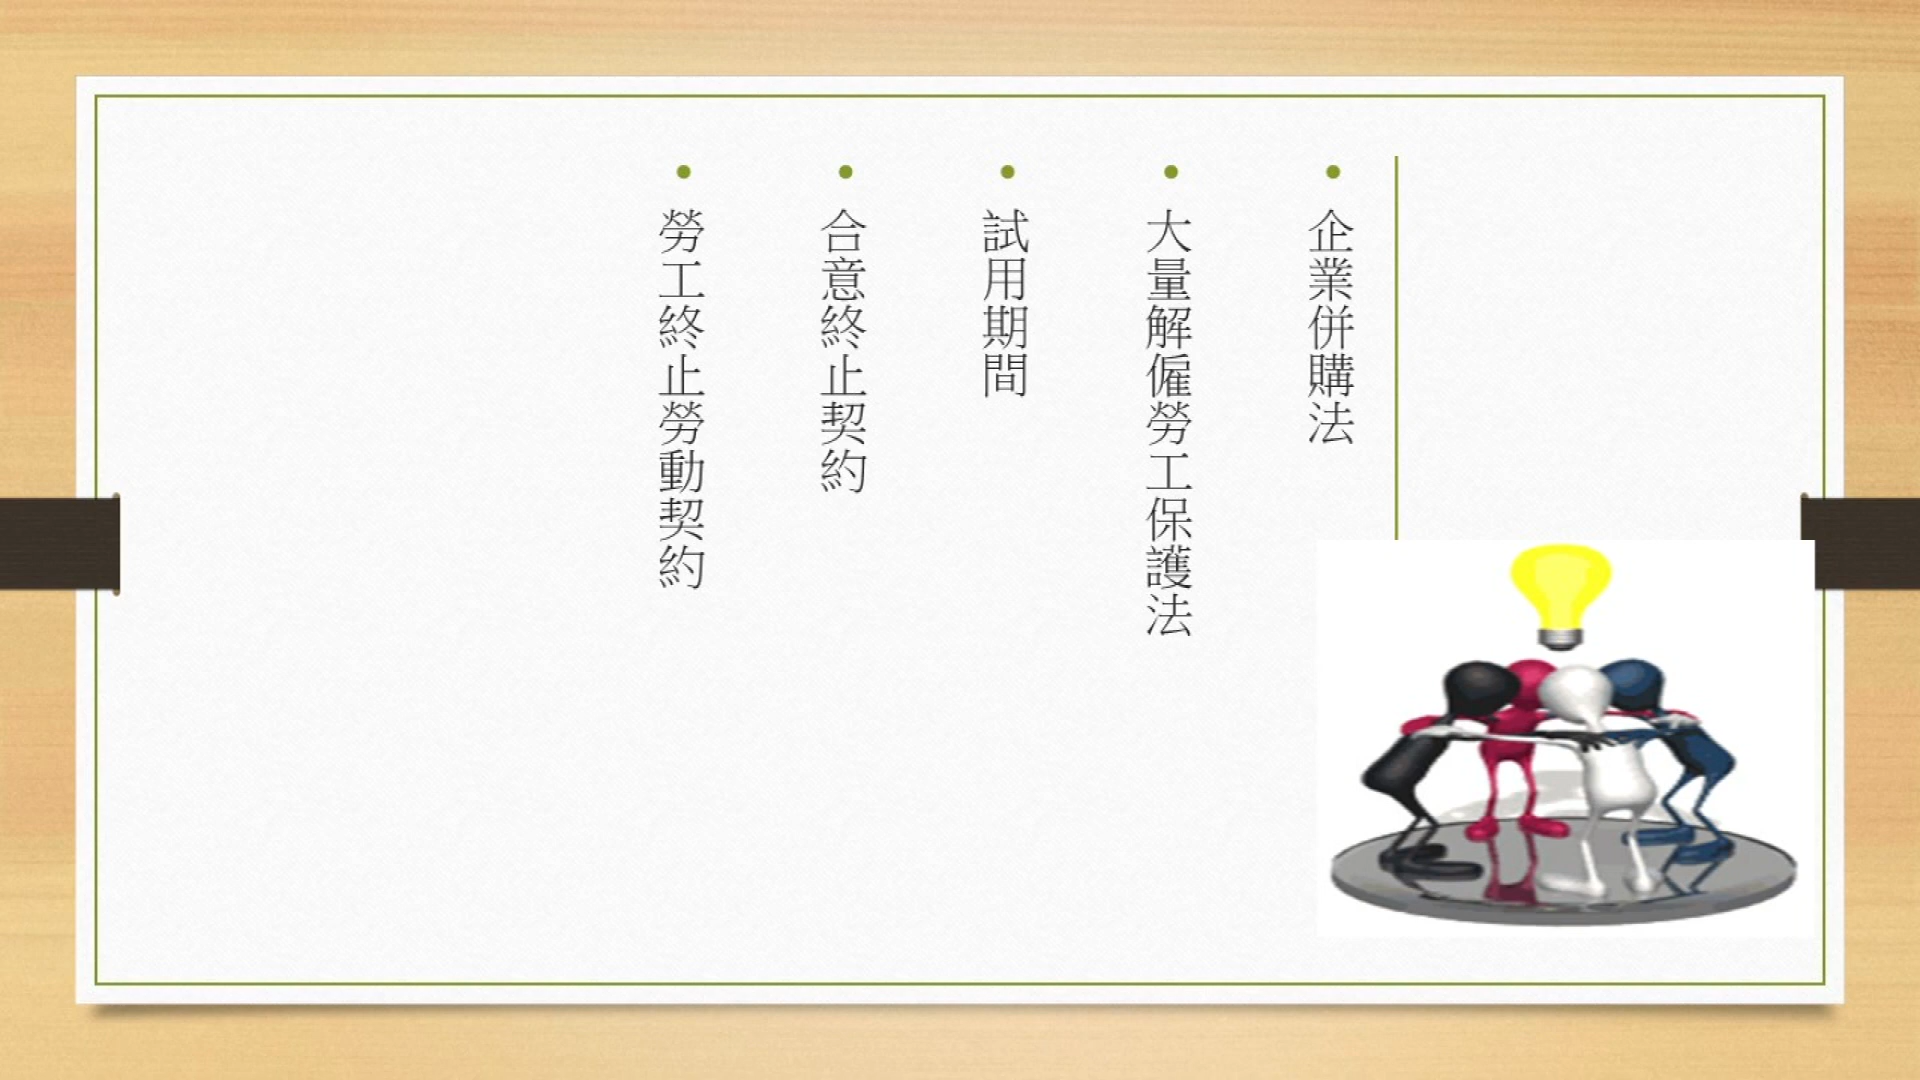 • 企業併購法
• 大量解僱勞工保護法
• 試用期間
• 合意終止契約
• 勞工終止勞動契約